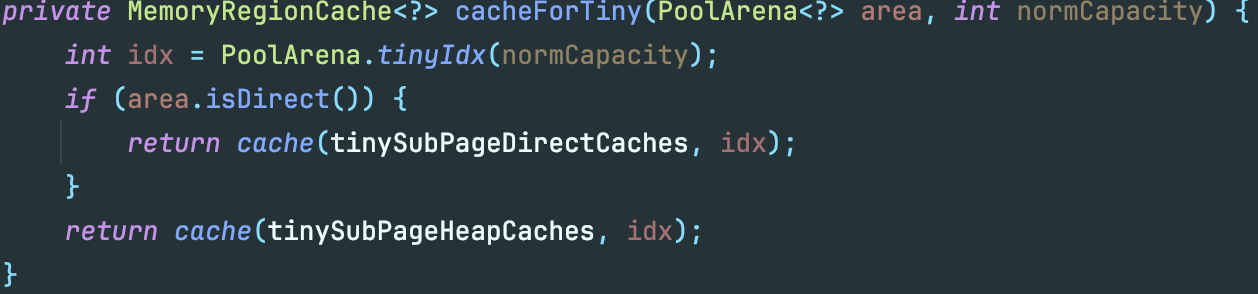 private MemoryRegionCache<?> cacheForTiny(PoolArena<?> area, int normCapacity) {
    int idx = PoolArena.tinyIdx(normCapacity);
    if (area.isDirect()) {
        return cache(tinySubPageDirectCaches, idx);
    }
    return cache(tinySubPageHeapCaches, idx);
}